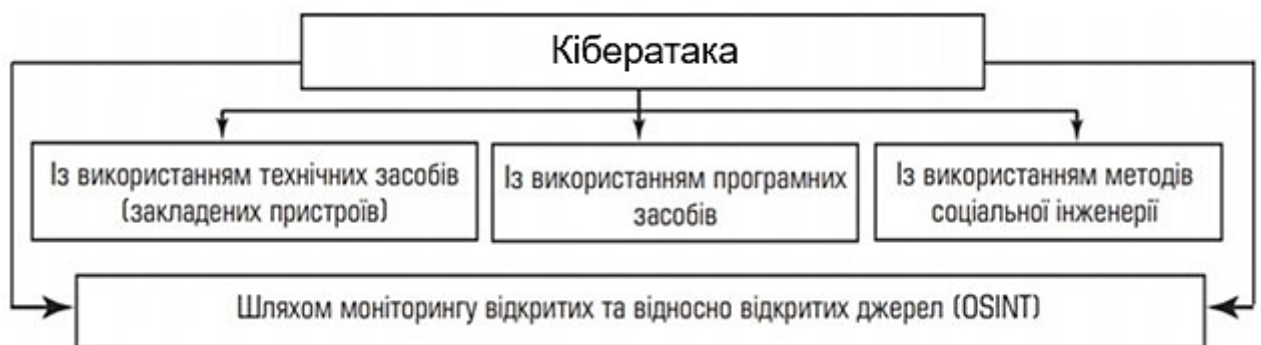 Кібератака
Із використанням технічних засобів
(закладених пристроїв)
Із використанням програмних
засобів
Із використанням методів
соціальної інженерії
Шляхом моніторингу відкритих та відносно відкритих джерел (OSINT)